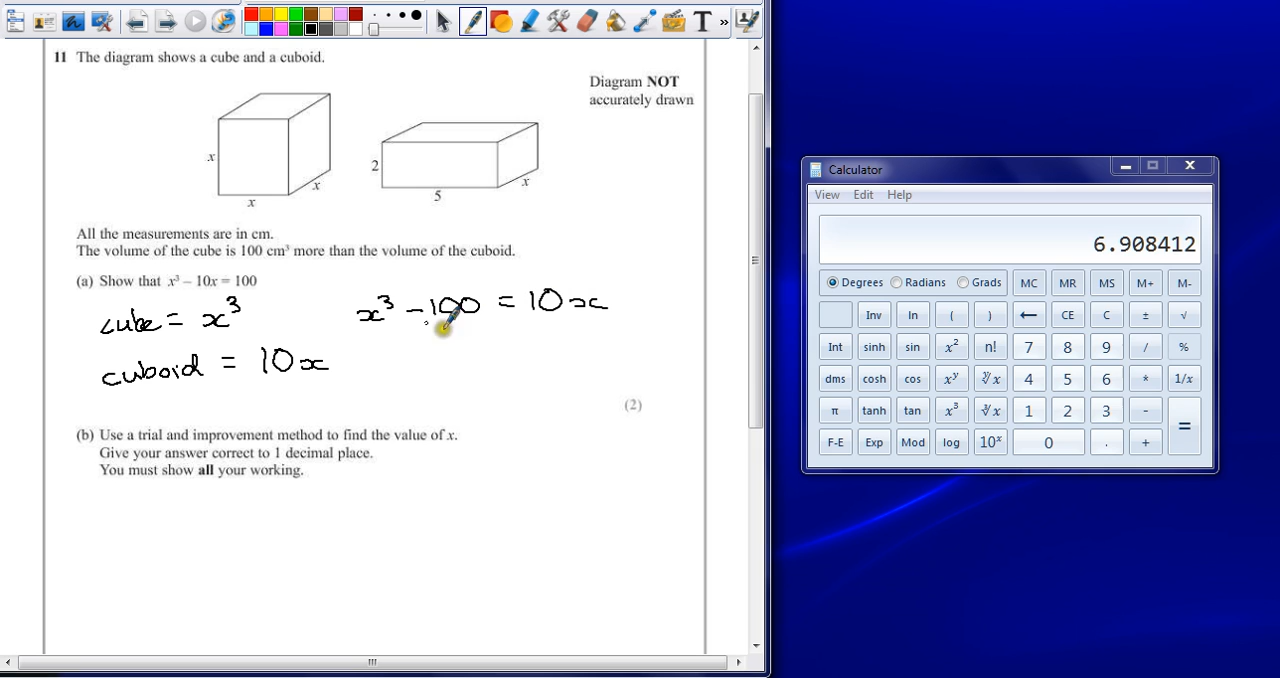 11 The diagram shows a cube and a cuboid.
Diagram NOT
accurately drawn
x
x
x
2
5
x
All the measurements are in cm.
The volume of the cube is 100 cm³ more than the volume of the cuboid.
(a) Show that x³ – 10x = 100
cube = x³
x³ – 100 = 10x
cuboid = 10x
(2)
(b) Use a trial and improvement method to find the value of x.
Give your answer correct to 1 decimal place.
You must show all your working.
T »
Calculator
View Edit Help
6.908412
Degrees Radians Grads MC MR MS M+ M-
Inv ln ( ) ← CE C ± √
Int sinh sin x² n! 7 8 9 / %
dms cosh cos xʸ ʸ√x 4 5 6 * 1/x
π tanh tan x³ ³√x 1 2 3 - =
F-E Exp Mod log 10ˣ 0 . +